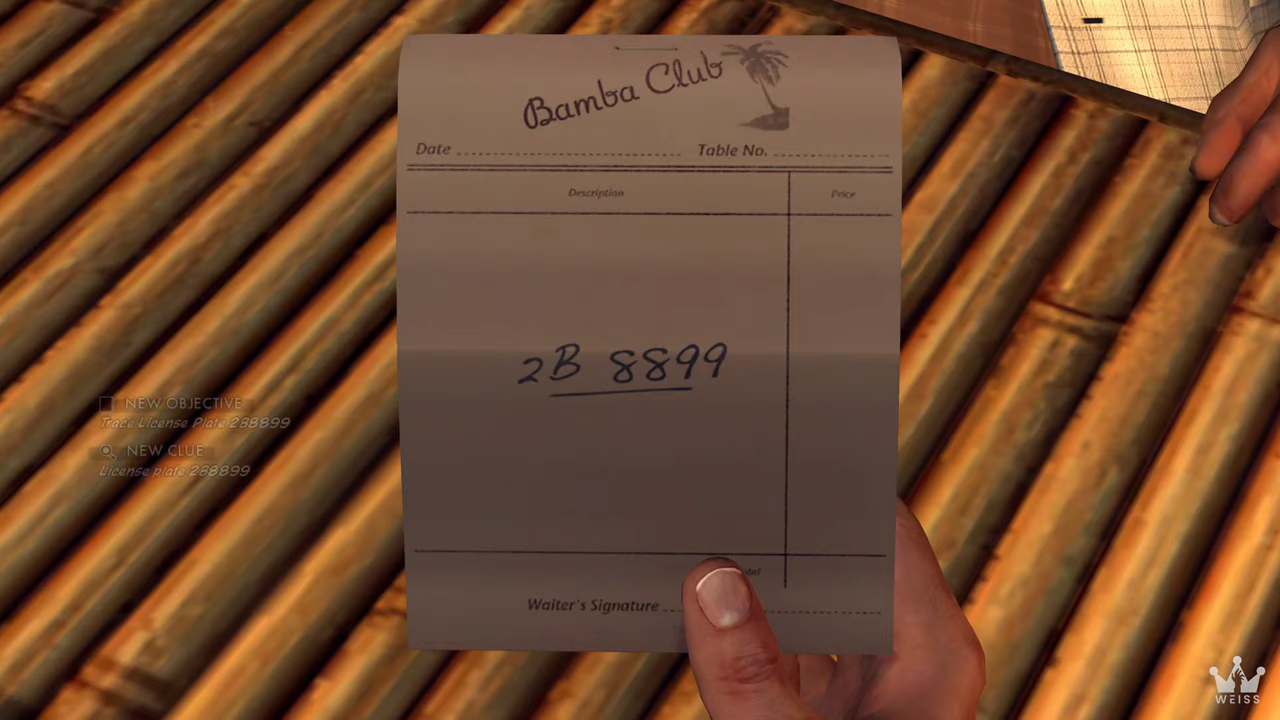 Bamba Club
Date
Table No.
Description
Price
2B 8899
NEW OBJECTIVE
Trace License Plate 2B8899
NEW CLUE
License plate 2B8899
Waiter's Signature
WEISS